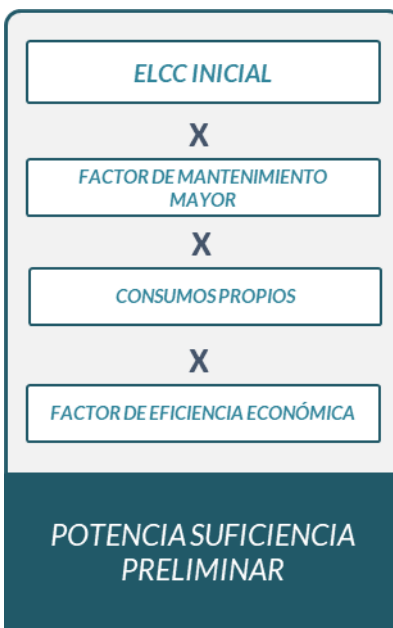 ELCC INICIAL
X
FACTOR DE MANTENIMIENTO
MAYOR
X
CONSUMOS PROPIOS
X
FACTOR DE EFICIENCIA ECONÓMICA
POTENCIA SUFICIENCIA
PRELIMINAR